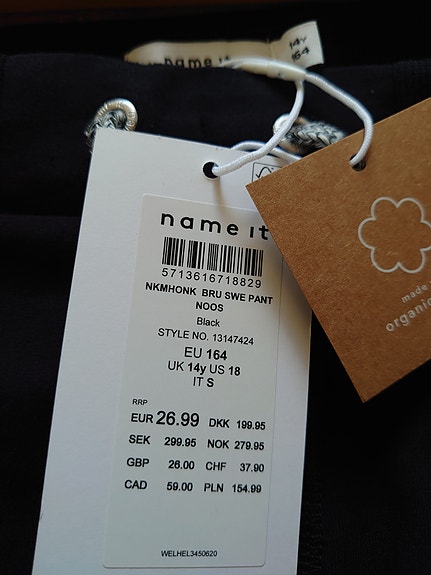 name it
14Y
164
name it
5713616718829
NKMHONK BRU SWE PANT
NOOS
Black
STYLE NO. 13147424
EU 164
UK 14y US 18
IT S
RRP
EUR 26.99 DKK 199.95
SEK 299.95 NOK 279.95
GBP 26.00 CHF 37.90
CAD 59.00 PLN 154.99
WELHEL3450620
made
organic